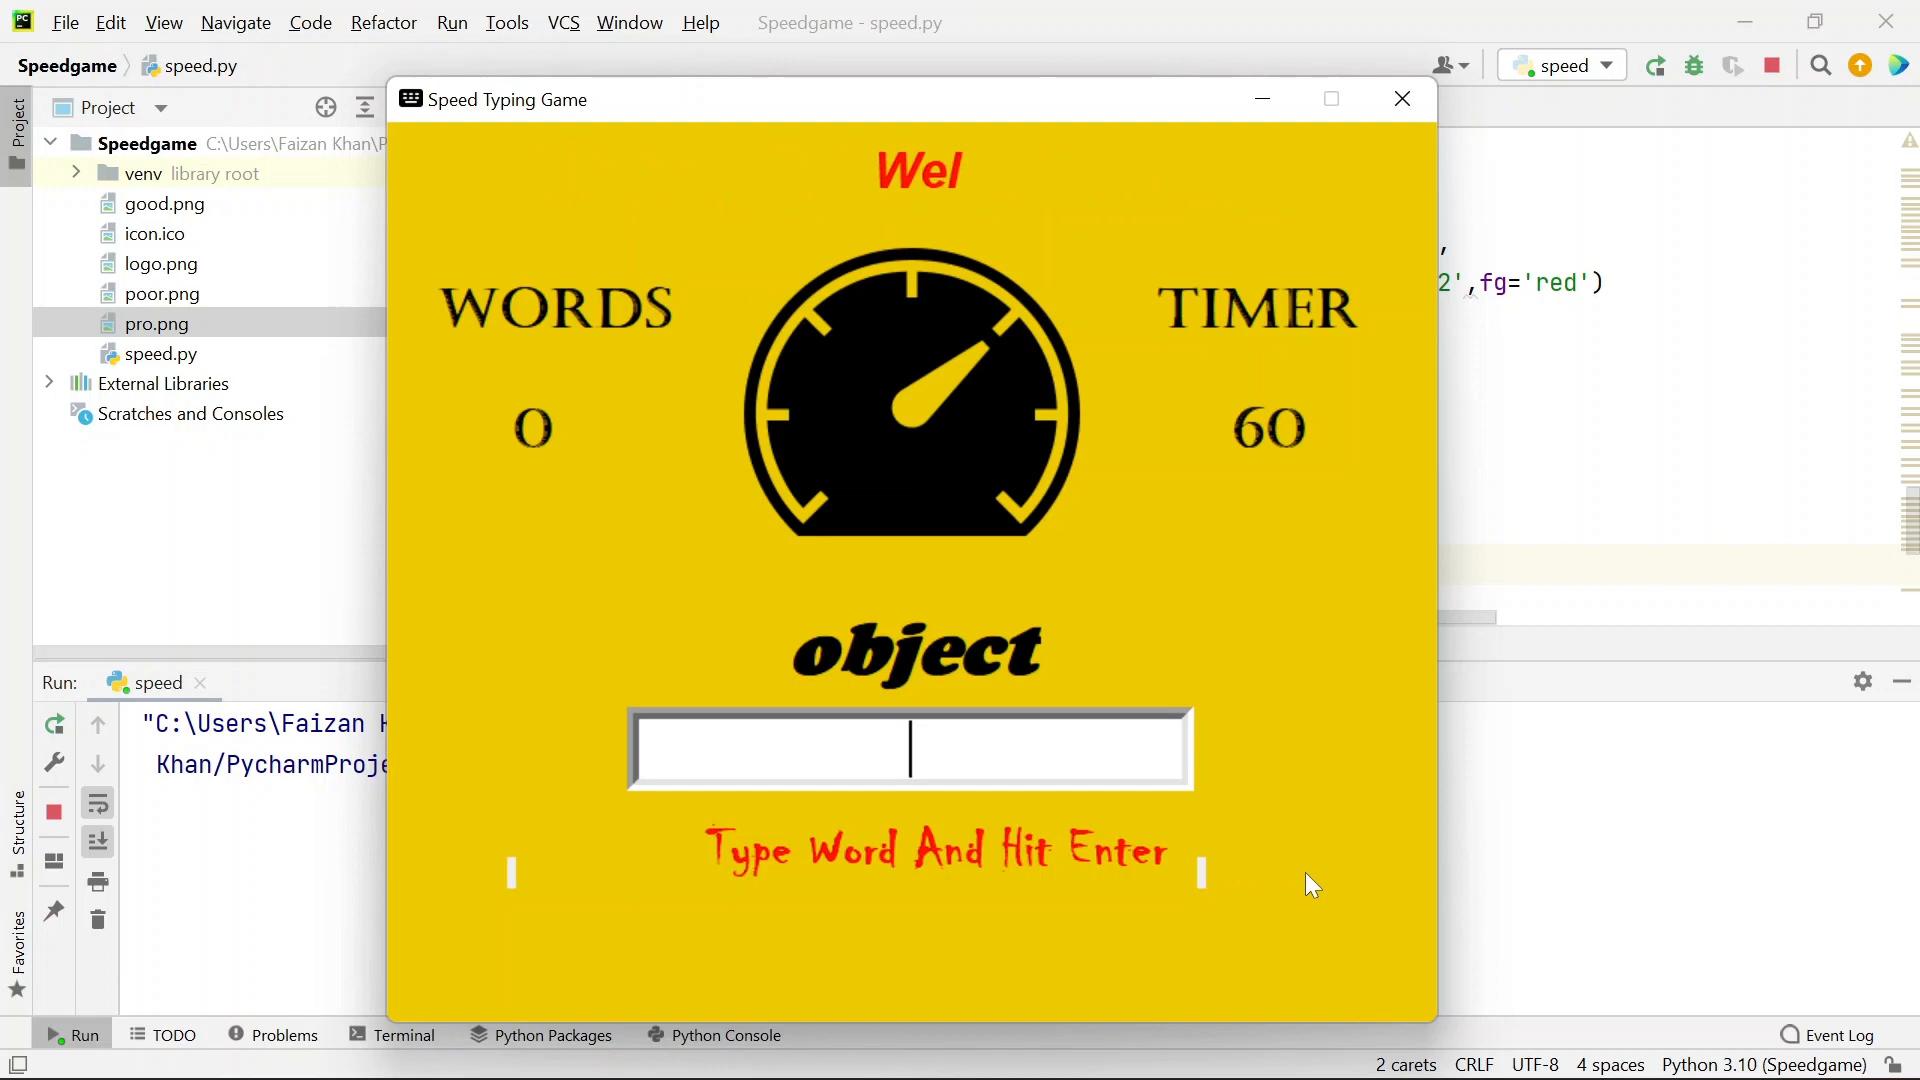 File Edit View Navigate Code Refactor Run Tools VCS Window Help Speedgame - speed.py
Speedgame speed.py speed
Project
Speed Typing Game
Project
Speedgame C:\Users\Faizan Khan\P
venv library root
good.png
icon.ico
logo.png
poor.png
pro.png
speed.py
External Libraries
Scratches and Consoles
Wel
WORDS
TIMER
0
60
object
Type Word And Hit Enter
,
2',fg='red')
Run: speed
"C:\Users\Faizan K
Khan/PycharmProje
Structure
Favorites
Run TODO Problems Terminal Python Packages Python Console Event Log
2 carets CRLF UTF-8 4 spaces Python 3.10 (Speedgame)